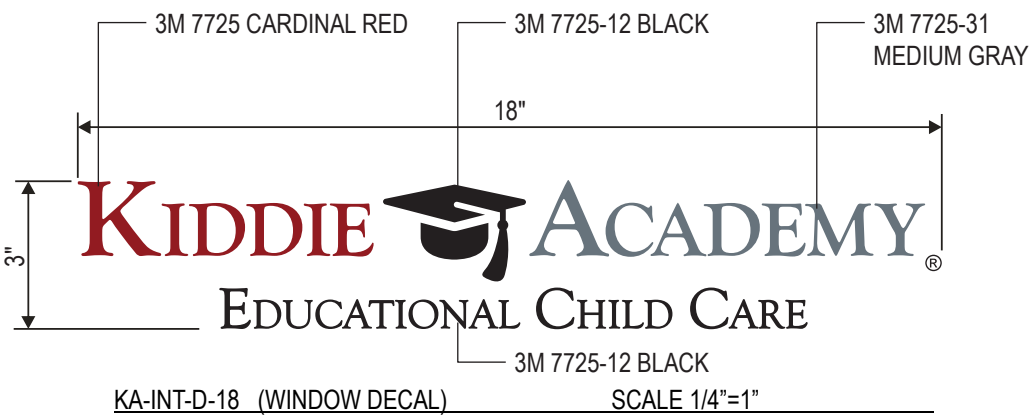 3M 7725 CARDINAL RED
3M 7725-12 BLACK
3M 7725-31
MEDIUM GRAY
18"
3"
KIDDIE ACADEMY®
EDUCATIONAL CHILD CARE
3M 7725-12 BLACK
KA-INT-D-18 (WINDOW DECAL) SCALE 1/4"=1"